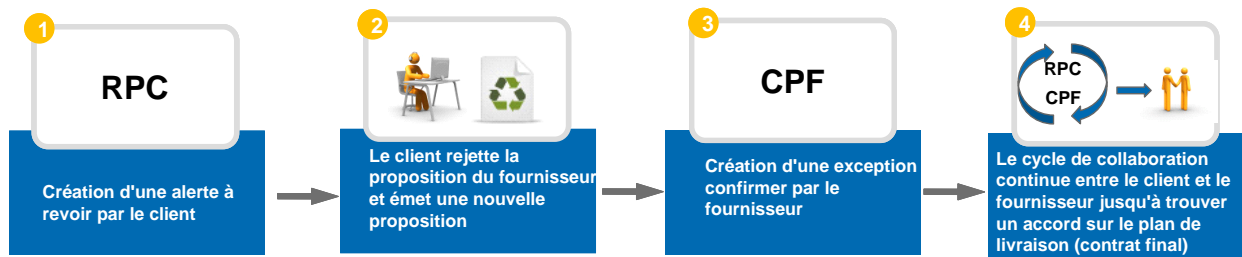 1
RPC
Création d'une alerte à
revoir par le client
2
Le client rejette la
proposition du fournisseur
et émet une nouvelle
proposition
3
CPF
Création d'une exception
confirmer par le
fournisseur
4
RPC
CPF
Le cycle de collaboration
continue entre le client et le
fournisseur jusqu'à trouver
un accord sur le plan de
livraison (contrat final)